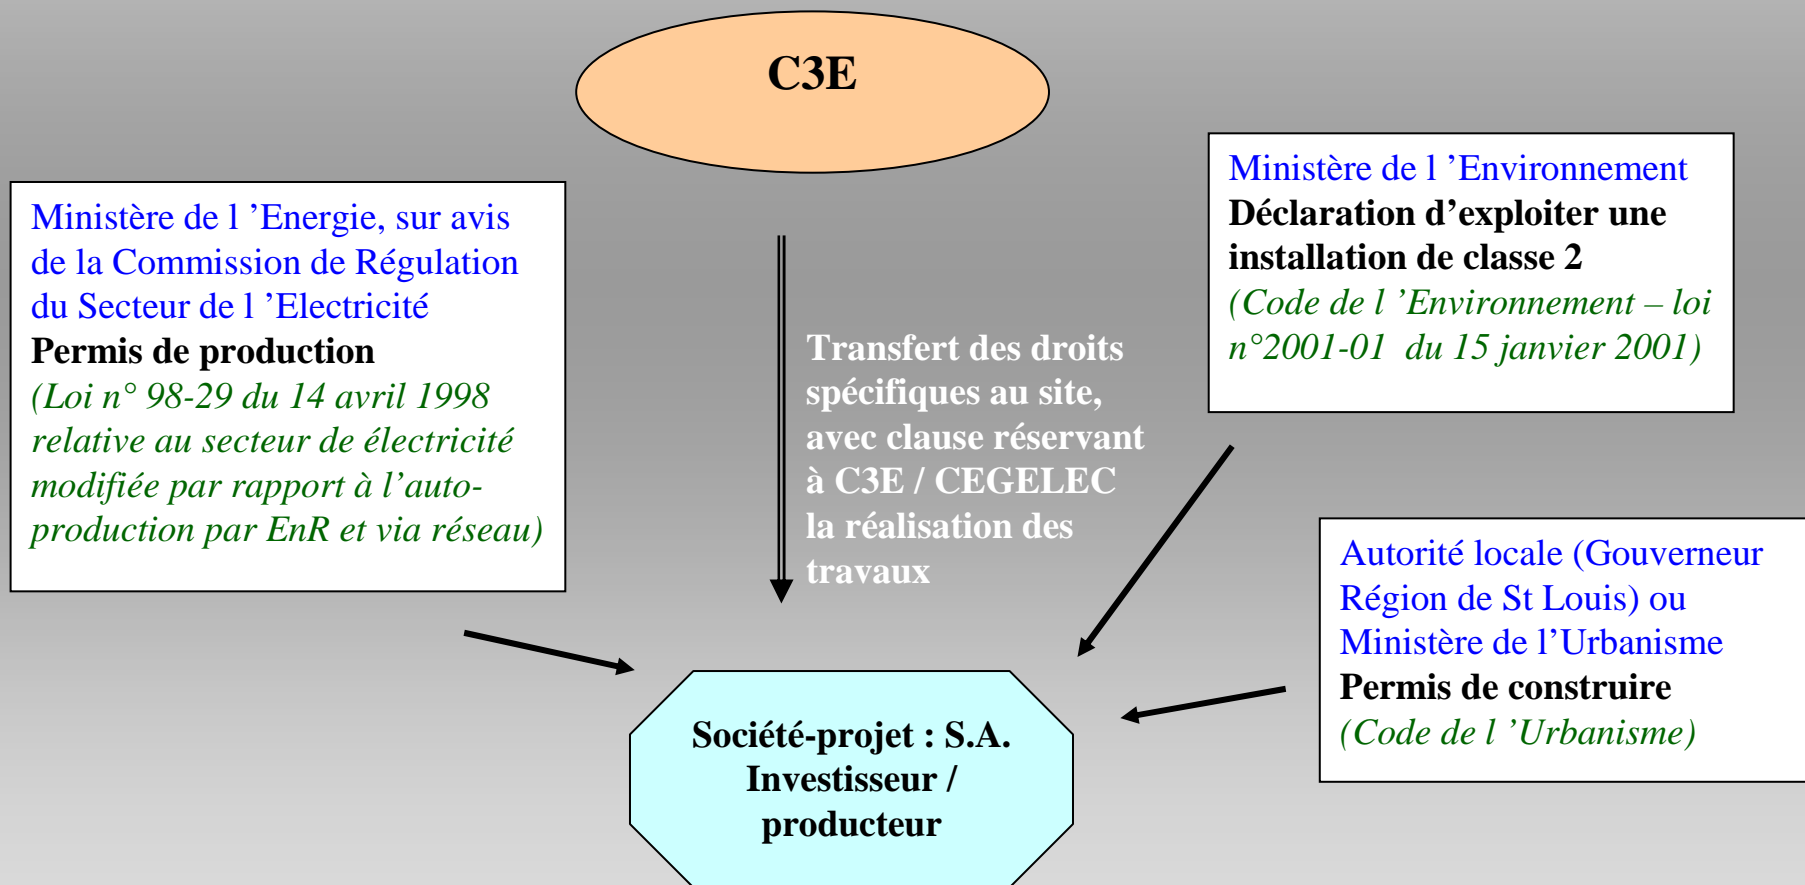 C3E
Ministère de l ’Energie, sur avis
de la Commission de Régulation
du Secteur de l ’Electricité
Permis de production
(Loi n° 98-29 du 14 avril 1998
relative au secteur de électricité
modifiée par rapport à l’auto-
production par EnR et via réseau)
Transfert des droits
spécifiques au site,
avec clause réservant
à C3E / CEGELEC
la réalisation des
travaux
Ministère de l ’Environnement
Déclaration d’exploiter une
installation de classe 2
(Code de l ’Environnement – loi
n°2001-01  du 15 janvier 2001)
Autorité locale (Gouverneur
Région de St Louis) ou
Ministère de l’Urbanisme
Permis de construire
(Code de l ’Urbanisme)
Société-projet : S.A.
Investisseur /
producteur